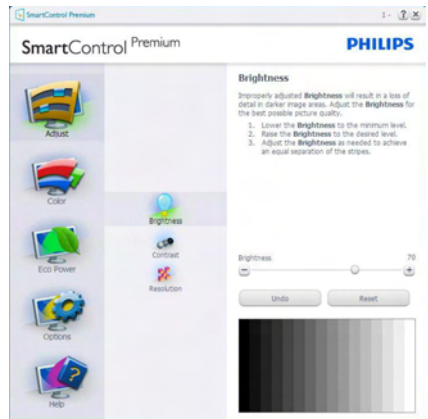 SmartControl Premium
SmartControl Premium
PHILIPS
Adjust
Color
Eco Power
Options
Help
Brightness
Contrast
Resolution
Brightness
Improperly adjusted Brightness will result in a loss of
detail in darker image areas. Adjust the Brightness for
the best possible picture quality.
1. Lower the Brightness to the minimum level.
2. Raise the Brightness to the desired level.
3. Adjust the Brightness as needed to achieve
an equal separation of the stripes.
Brightness 70
Undo Reset